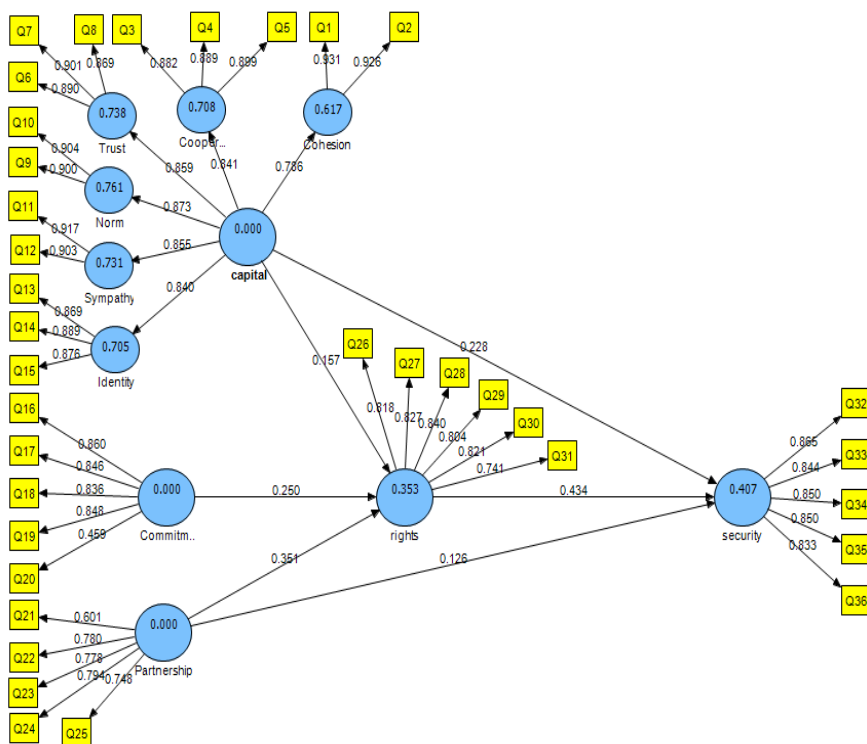 Q7
Q8
Q3
Q4
Q5
Q1
Q2
0.901
0.869
0.882
0.889
0.899
0.931
0.926
Q6
0.890
0.738
Trust
0.708
Cooper...
0.617
Cohesion
Q10
0.904
0.859
0.841
0.786
Q9
0.900
0.761
Norm
0.873
Q11
0.917
0.000
capital
Q12
0.903
0.731
Sympathy
0.855
Q13
0.869
0.840
Q14
0.889
Q15
0.876
0.705
Identity
0.157
0.228
Q26
Q27
Q28
Q29
Q30
Q31
0.818
0.827
0.840
0.804
0.821
0.741
Q16
0.860
Q17
0.846
Q18
0.836
Q19
0.848
Q20
0.459
0.000
Commitm..
0.250
0.353
rights
0.434
0.407
security
Q32
0.865
Q33
0.844
Q34
0.850
Q35
0.850
Q36
0.833
0.351
0.126
Q21
0.601
Q22
0.780
Q23
0.778
Q24
0.794
Q25
0.748
0.000
Partnership